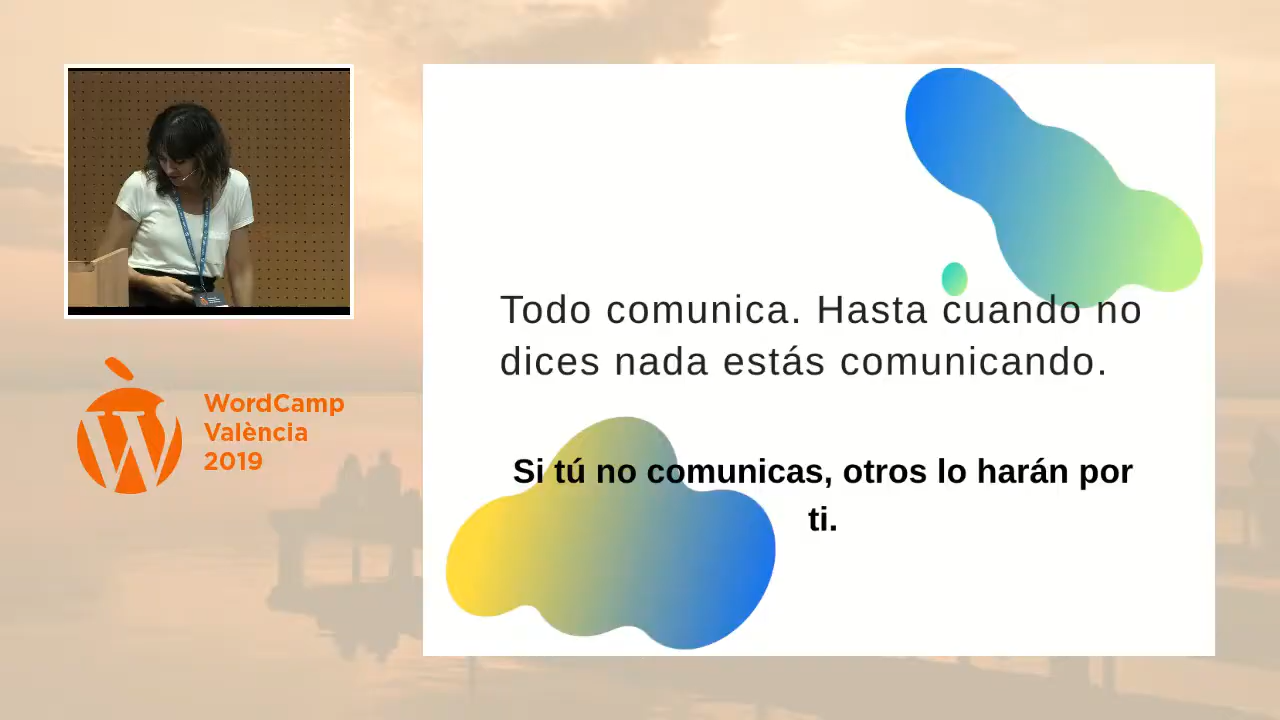 WordCamp
València
2019
Todo comunica. Hasta cuando no
dices nada estás comunicando.
Si tú no comunicas, otros lo harán por
ti.